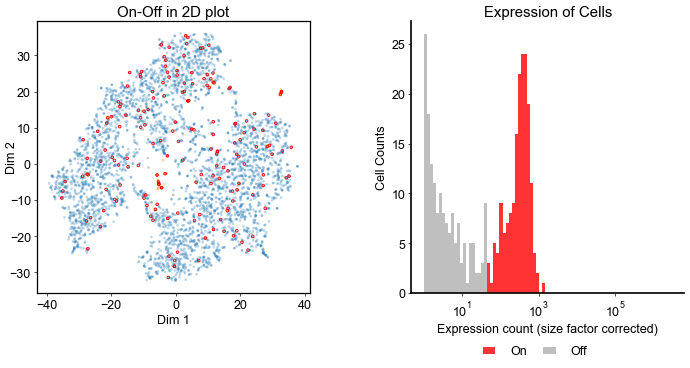 On-Off in 2D plot
30
20
10
0
−10
−20
−30
Dim 2
−40
−20
0
20
40
Dim 1
Expression of Cells
25
20
15
10
5
0
Cell Counts
10^1
10^3
10^5
Expression count (size factor corrected)
On
Off